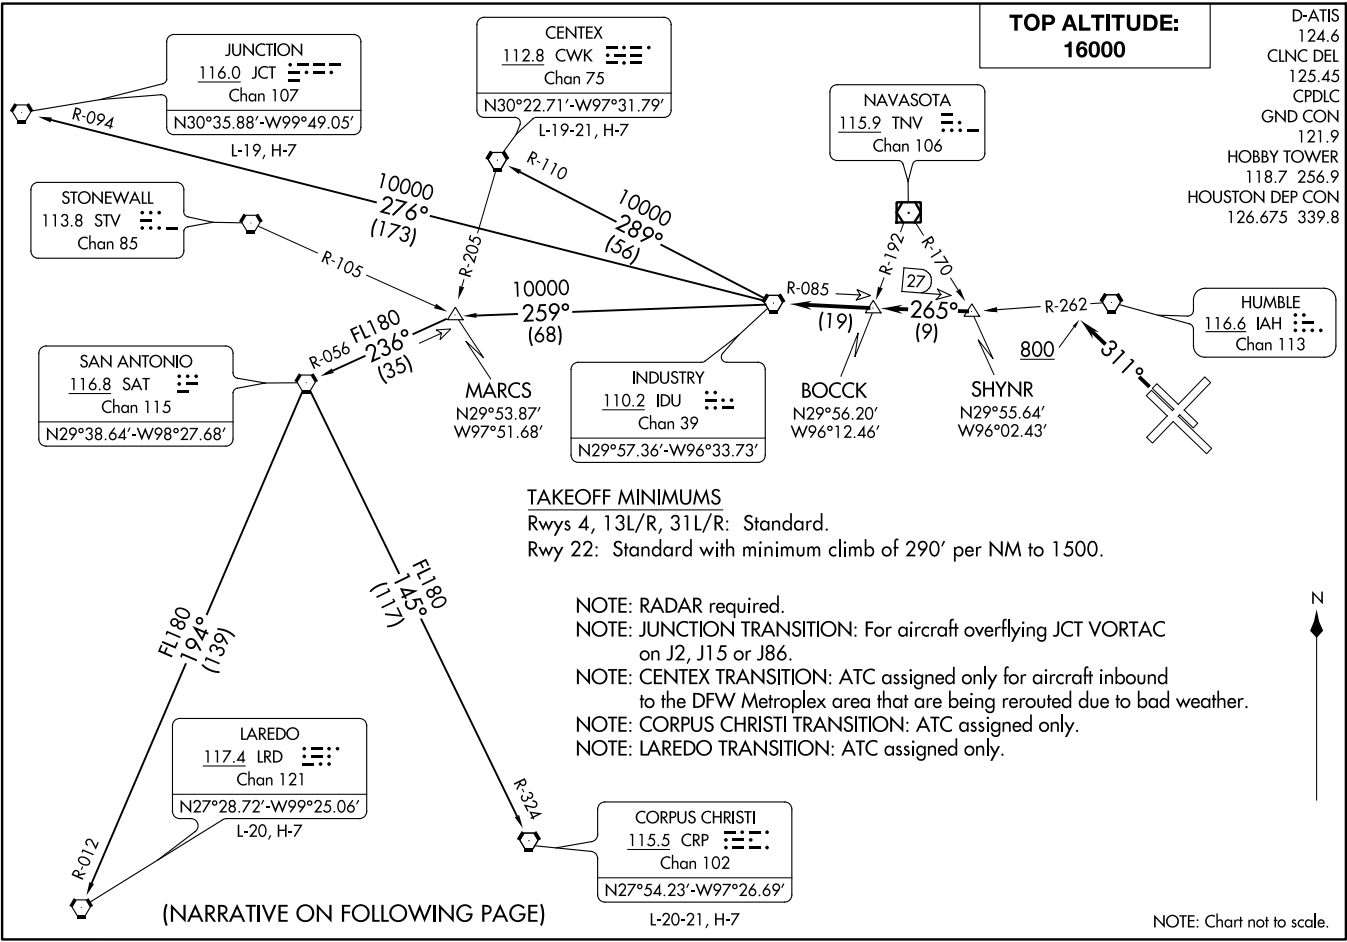 TOP ALTITUDE:
16000
D-ATIS
124.6
CLNC DEL
125.45
CPDLC
GND CON
121.9
HOBBY TOWER
118.7 256.9
HOUSTON DEP CON
126.675 339.8
JUNCTION
116.0 JCT
Chan 107
N30°35.88'-W99°49.05'
L-19, H-7
CENTEX
112.8 CWK
Chan 75
N30°22.71'-W97°31.79'
L-19-21, H-7
NAVASOTA
115.9 TNV
Chan 106
STONEWALL
113.8 STV
Chan 85
R-094
R-110
R-105
R-205
R-192
R-170
10000
276°
(173)
10000
289°
(56)
10000
259°
(68)
R-085
(19)
27
265°
(9)
R-262
800
311°
HUMBLE
116.6 IAH
Chan 113
FL180
236°
(35)
R-056
SAN ANTONIO
116.8 SAT
Chan 115
N29°38.64'-W98°27.68'
MARCS
N29°53.87'
W97°51.68'
INDUSTRY
110.2 IDU
Chan 39
N29°57.36'-W96°33.73'
BOCCK
N29°56.20'
W96°12.46'
SHYNR
N29°55.64'
W96°02.43'
TAKEOFF MINIMUMS
Rwys 4, 13L/R, 31L/R: Standard.
Rwy 22: Standard with minimum climb of 290' per NM to 1500.
NOTE: RADAR required.
NOTE: JUNCTION TRANSITION: For aircraft overflying JCT VORTAC
on J2, J15 or J86.
NOTE: CENTEX TRANSITION: ATC assigned only for aircraft inbound
to the DFW Metroplex area that are being rerouted due to bad weather.
NOTE: CORPUS CHRISTI TRANSITION: ATC assigned only.
NOTE: LAREDO TRANSITION: ATC assigned only.
N
FL180
194°
(139)
FL180
145°
(117)
R-012
R-324
LAREDO
117.4 LRD
Chan 121
N27°28.72'-W99°25.06'
L-20, H-7
CORPUS CHRISTI
115.5 CRP
Chan 102
N27°54.23'-W97°26.69'
L-20-21, H-7
(NARRATIVE ON FOLLOWING PAGE)
NOTE: Chart not to scale.